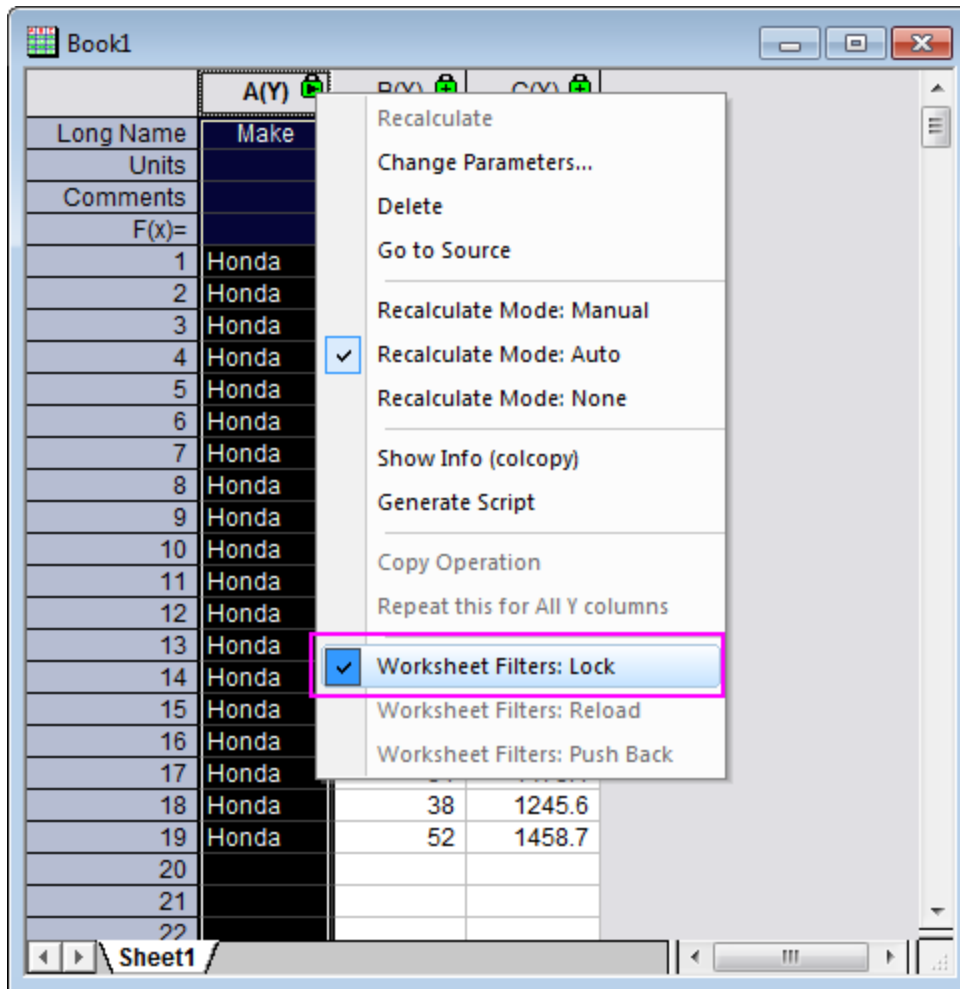 Book1
A(Y) B(Y) C(Y)
Long Name Make
Units
Comments
F(x)=
1 Honda
2 Honda
3 Honda
4 Honda
5 Honda
6 Honda
7 Honda
8 Honda
9 Honda
10 Honda
11 Honda
12 Honda
13 Honda
14 Honda
15 Honda
16 Honda
17 Honda
18 Honda 38 1245.6
19 Honda 52 1458.7
20
21
22
Recalculate
Change Parameters...
Delete
Go to Source
Recalculate Mode: Manual
Recalculate Mode: Auto
Recalculate Mode: None
Show Info (colcopy)
Generate Script
Copy Operation
Repeat this for All Y columns
Worksheet Filters: Lock
Worksheet Filters: Reload
Worksheet Filters: Push Back
Sheet1